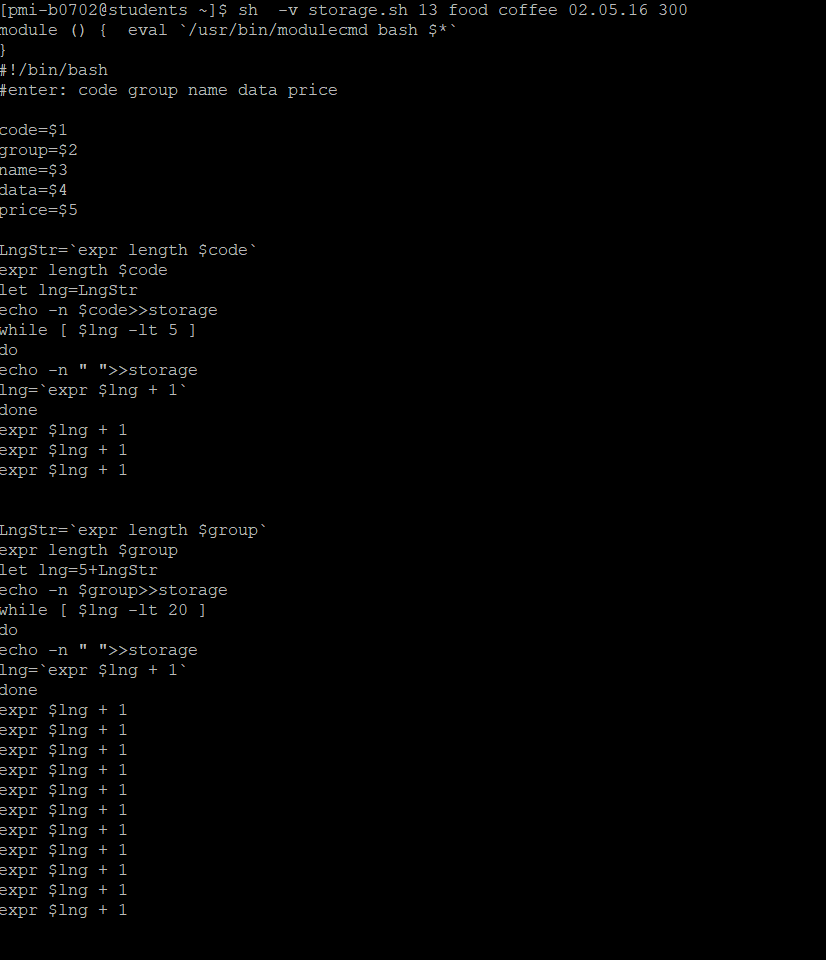 [pmi-b0702@students ~]$ sh  -v storage.sh 13 food coffee 02.05.16 300
module () {  eval `/usr/bin/modulecmd bash $*`
}
#!/bin/bash
#enter: code group name data price
code=$1
group=$2
name=$3
data=$4
price=$5
LngStr=`expr length $code`
expr length $code
let lng=LngStr
echo -n $code>>storage
while [ $lng -lt 5 ]
do
echo -n " ">>storage
lng=`expr $lng + 1`
done
expr $lng + 1
expr $lng + 1
expr $lng + 1
LngStr=`expr length $group`
expr length $group
let lng=5+LngStr
echo -n $group>>storage
while [ $lng -lt 20 ]
do
echo -n " ">>storage
lng=`expr $lng + 1`
done
expr $lng + 1
expr $lng + 1
expr $lng + 1
expr $lng + 1
expr $lng + 1
expr $lng + 1
expr $lng + 1
expr $lng + 1
expr $lng + 1
expr $lng + 1
expr $lng + 1